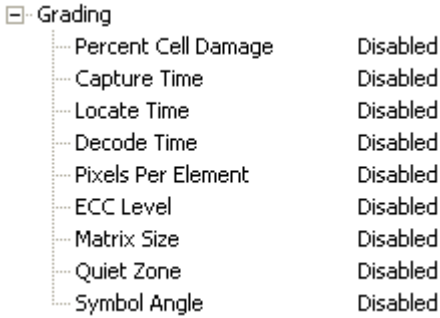 Grading
Percent Cell Damage Disabled
Capture Time Disabled
Locate Time Disabled
Decode Time Disabled
Pixels Per Element Disabled
ECC Level Disabled
Matrix Size Disabled
Quiet Zone Disabled
Symbol Angle Disabled